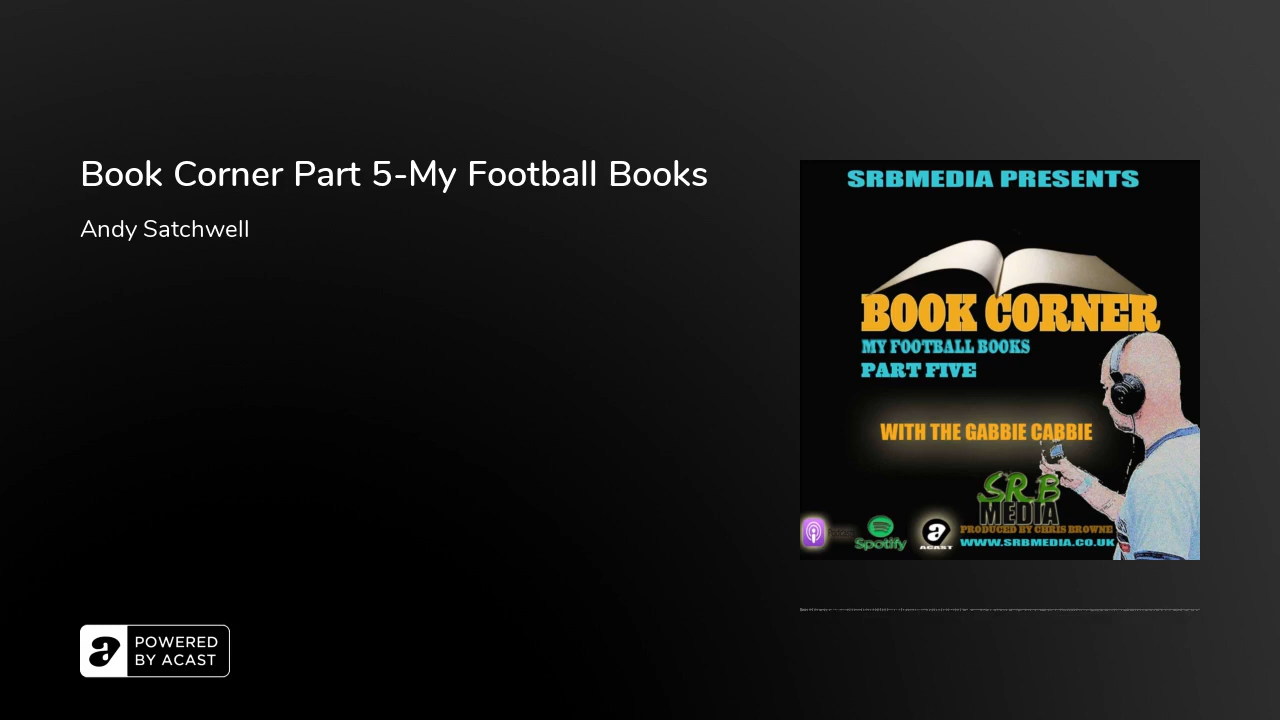 Book Corner Part 5-My Football Books
Andy Satchwell
SRBMEDIA PRESENTS
BOOK CORNER
MY FOOTBALL BOOKS
PART FIVE
WITH THE GABBIE CABBIE
SRB
MEDIA
PRODUCED BY CHRIS BROWNE
Spotify
ACAST
WWW.SRBMEDIA.CO.UK
POWERED
BY ACAST